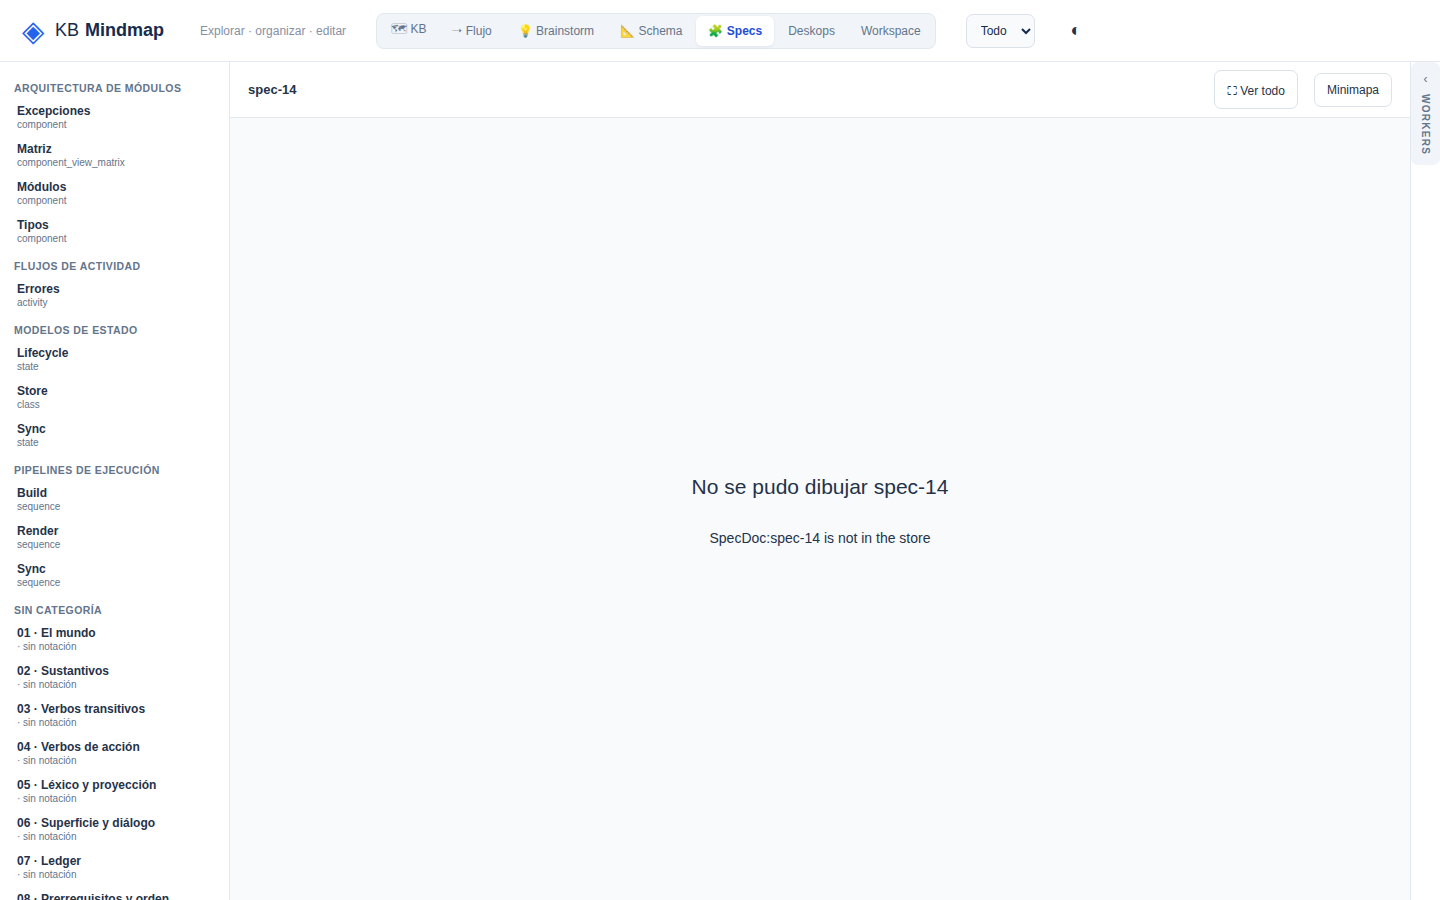 KB Mindmap
Explorar · organizar · editar
KB
→ Flujo
Brainstorm
Schema
Specs
Deskops
Workspace
Todo
ARQUITECTURA DE MÓDULOS
Excepciones
component
Matriz
component_view_matrix
Módulos
component
Tipos
component
FLUJOS DE ACTIVIDAD
Errores
activity
MODELOS DE ESTADO
Lifecycle
state
Store
class
Sync
state
PIPELINES DE EJECUCIÓN
Build
sequence
Render
sequence
Sync
sequence
SIN CATEGORÍA
01 · El mundo
· sin notación
02 · Sustantivos
· sin notación
03 · Verbos transitivos
· sin notación
04 · Verbos de acción
· sin notación
05 · Léxico y proyección
· sin notación
06 · Superficie y diálogo
· sin notación
07 · Ledger
· sin notación
08 · Prerrequisitos y orden
spec-14
Ver todo
Minimapa
No se pudo dibujar spec-14
SpecDoc:spec-14 is not in the store
‹
WORKERS